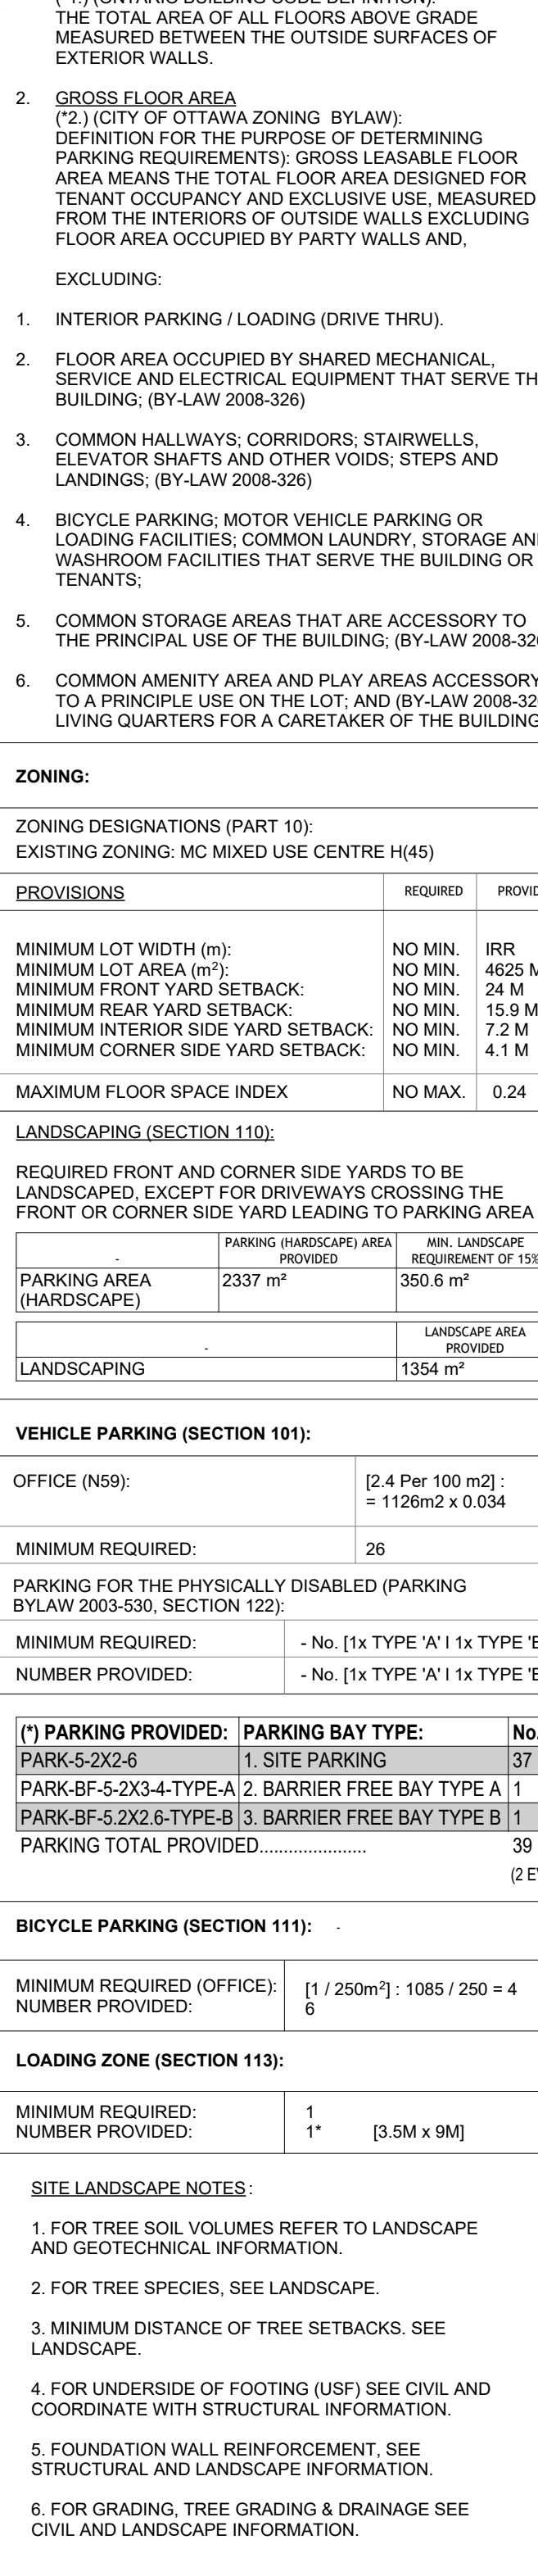 (*1.) (ONTARIO BUILDING CODE DEFINITION):
THE TOTAL AREA OF ALL FLOORS ABOVE GRADE
MEASURED BETWEEN THE OUTSIDE SURFACES OF
EXTERIOR WALLS.
2. GROSS FLOOR AREA
(*2.) (CITY OF OTTAWA ZONING BYLAW):
DEFINITION FOR THE PURPOSE OF DETERMINING
PARKING REQUIREMENTS): GROSS LEASABLE FLOOR
AREA MEANS THE TOTAL FLOOR AREA DESIGNED FOR
TENANT OCCUPANCY AND EXCLUSIVE USE, MEASURED
FROM THE INTERIORS OF OUTSIDE WALLS EXCLUDING
FLOOR AREA OCCUPIED BY PARTY WALLS AND,
EXCLUDING:
1. INTERIOR PARKING / LOADING (DRIVE THRU).
2. FLOOR AREA OCCUPIED BY SHARED MECHANICAL,
SERVICE AND ELECTRICAL EQUIPMENT THAT SERVE TH
BUILDING; (BY-LAW 2008-326)
3. COMMON HALLWAYS; CORRIDORS; STAIRWELLS,
ELEVATOR SHAFTS AND OTHER VOIDS; STEPS AND
LANDINGS; (BY-LAW 2008-326)
4. BICYCLE PARKING; MOTOR VEHICLE PARKING OR
LOADING FACILITIES; COMMON LAUNDRY, STORAGE AN
WASHROOM FACILITIES THAT SERVE THE BUILDING OR
TENANTS;
5. COMMON STORAGE AREAS THAT ARE ACCESSORY TO
THE PRINCIPAL USE OF THE BUILDING; (BY-LAW 2008-32
6. COMMON AMENITY AREA AND PLAY AREAS ACCESSORY
TO A PRINCIPLE USE ON THE LOT; AND (BY-LAW 2008-32
LIVING QUARTERS FOR A CARETAKER OF THE BUILDING
ZONING:
ZONING DESIGNATIONS (PART 10):
EXISTING ZONING: MC MIXED USE CENTRE H(45)
PROVISIONS REQUIRED PROVID
MINIMUM LOT WIDTH (m): NO MIN. IRR
MINIMUM LOT AREA (m²): NO MIN. 4625 M
MINIMUM FRONT YARD SETBACK: NO MIN. 24 M
MINIMUM REAR YARD SETBACK: NO MIN. 15.9 M
MINIMUM INTERIOR SIDE YARD SETBACK: NO MIN. 7.2 M
MINIMUM CORNER SIDE YARD SETBACK: NO MIN. 4.1 M
MAXIMUM FLOOR SPACE INDEX NO MAX. 0.24
LANDSCAPING (SECTION 110):
REQUIRED FRONT AND CORNER SIDE YARDS TO BE
LANDSCAPED, EXCEPT FOR DRIVEWAYS CROSSING THE
FRONT OR CORNER SIDE YARD LEADING TO PARKING AREA
- PARKING (HARDSCAPE) AREA PROVIDED MIN. LANDSCAPE REQUIREMENT OF 15%
PARKING AREA (HARDSCAPE) 2337 m² 350.6 m²
- LANDSCAPE AREA PROVIDED
LANDSCAPING 1354 m²
VEHICLE PARKING (SECTION 101):
OFFICE (N59): [2.4 Per 100 m2] :
= 1126m2 x 0.034
MINIMUM REQUIRED: 26
PARKING FOR THE PHYSICALLY DISABLED (PARKING
BYLAW 2003-530, SECTION 122):
MINIMUM REQUIRED: - No. [1x TYPE 'A' I 1x TYPE 'B
NUMBER PROVIDED: - No. [1x TYPE 'A' I 1x TYPE 'B
(*) PARKING PROVIDED: PARKING BAY TYPE: No.
PARK-5-2X2-6 1. SITE PARKING 37
PARK-BF-5-2X3-4-TYPE-A 2. BARRIER FREE BAY TYPE A 1
PARK-BF-5.2X2.6-TYPE-B 3. BARRIER FREE BAY TYPE B 1
PARKING TOTAL PROVIDED...................... 39
(2 EV
BICYCLE PARKING (SECTION 111): -
MINIMUM REQUIRED (OFFICE): [1 / 250m²] : 1085 / 250 = 4
NUMBER PROVIDED: 6
LOADING ZONE (SECTION 113):
MINIMUM REQUIRED: 1
NUMBER PROVIDED: 1* [3.5M x 9M]
SITE LANDSCAPE NOTES :
1. FOR TREE SOIL VOLUMES REFER TO LANDSCAPE
AND GEOTECHNICAL INFORMATION.
2. FOR TREE SPECIES, SEE LANDSCAPE.
3. MINIMUM DISTANCE OF TREE SETBACKS. SEE
LANDSCAPE.
4. FOR UNDERSIDE OF FOOTING (USF) SEE CIVIL AND
COORDINATE WITH STRUCTURAL INFORMATION.
5. FOUNDATION WALL REINFORCEMENT, SEE
STRUCTURAL AND LANDSCAPE INFORMATION.
6. FOR GRADING, TREE GRADING & DRAINAGE SEE
CIVIL AND LANDSCAPE INFORMATION.